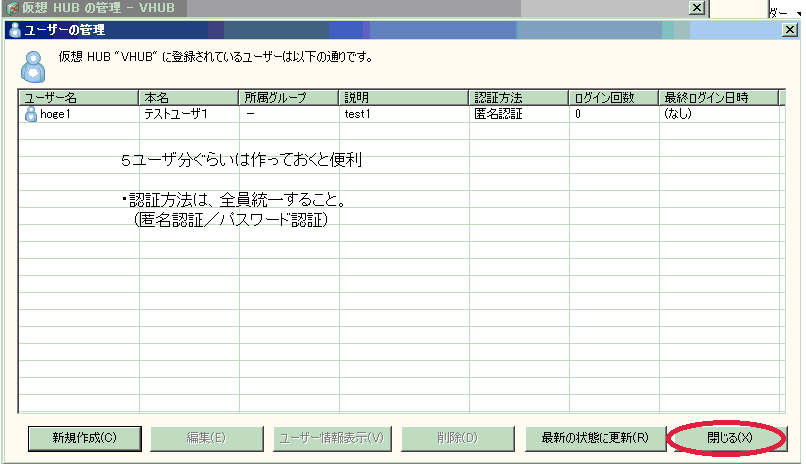 仮想 HUB の管理 - VHUB
ダー
ユーザーの管理
仮想 HUB "VHUB" に登録されているユーザーは以下の通りです。
ユーザー名 本名 所属グループ 説明 認証方法 ログイン回数 最終ログイン日時
hoge1 テストユーザ1 - test1 匿名認証 0 (なし)
5ユーザ分ぐらいは作っておくと便利
・認証方法は、全員統一すること。
(匿名認証/パスワード認証)
新規作成(C) 編集(E) ユーザー情報表示(V) 削除(D) 最新の状態に更新(R) 閉じる(X)